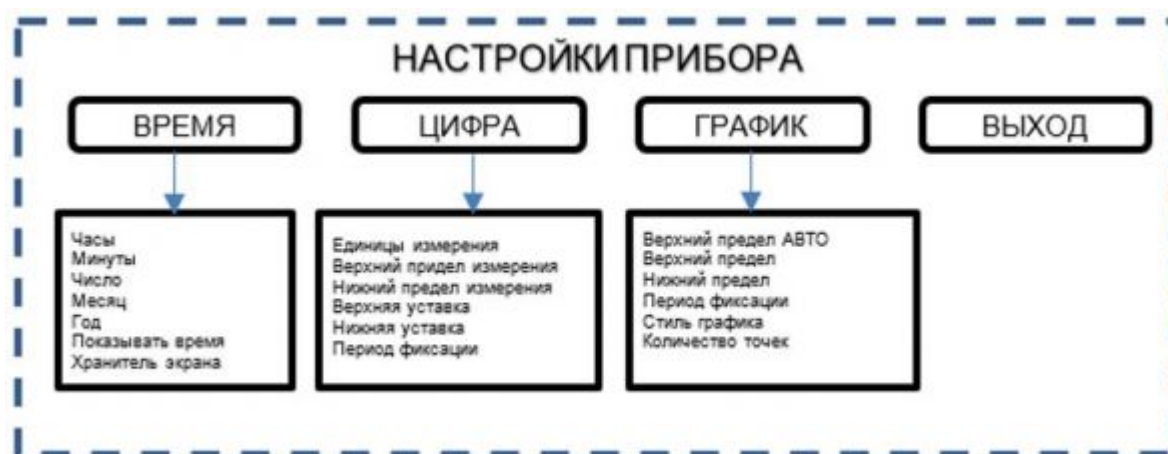 НАСТРОЙКИ ПРИБОРА
ВРЕМЯ
ЦИФРА
ГРАФИК
ВЫХОД
Часы
Минуты
Число
Месяц
Год
Показывать время
Хранитель экрана
Единицы измерения
Верхний придел измерения
Нижний предел измерения
Верхняя уставка
Нижняя уставка
Период фиксации
Верхний предел АВТО
Верхний предел
Нижний предел
Период фиксации
Стиль графика
Количество точек